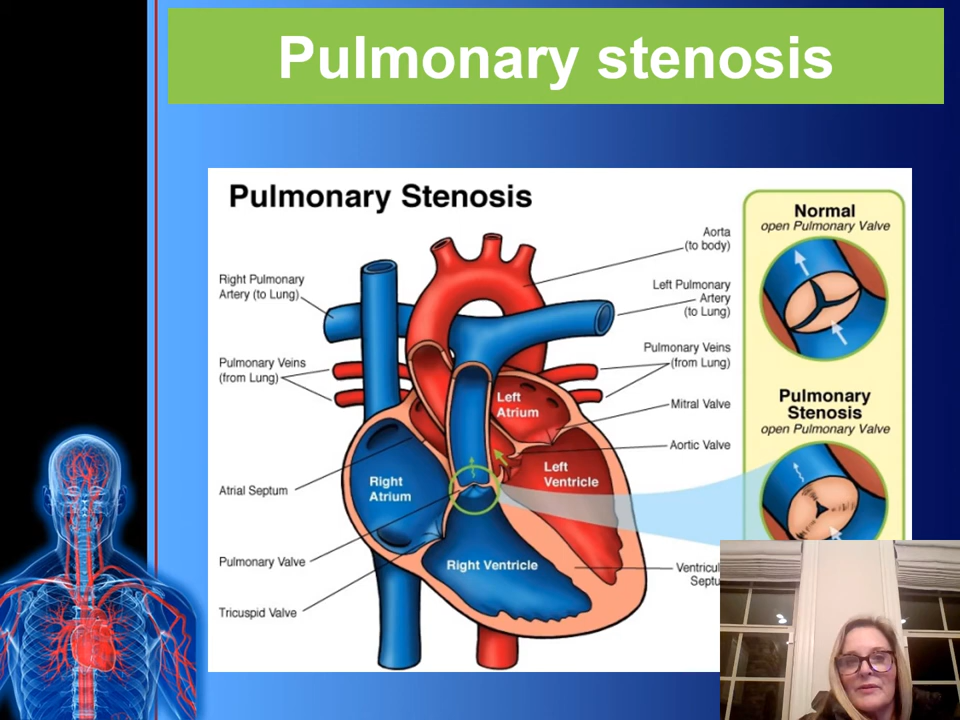 Pulmonary stenosis
Pulmonary Stenosis
Aorta
(to body)
Right Pulmonary
Artery (to Lung)
Left Pulmonary
Artery
(to Lung)
Pulmonary Veins
(from Lung)
Pulmonary Veins
(from Lung)
Left
Atrium
Mitral Valve
Aortic Valve
Left
Ventricle
Right
Atrium
Atrial Septum
Pulmonary Valve
Right Ventricle
Tricuspid Valve
Normal
open Pulmonary Valve
Pulmonary
Stenosis
open Pulmonary Valve